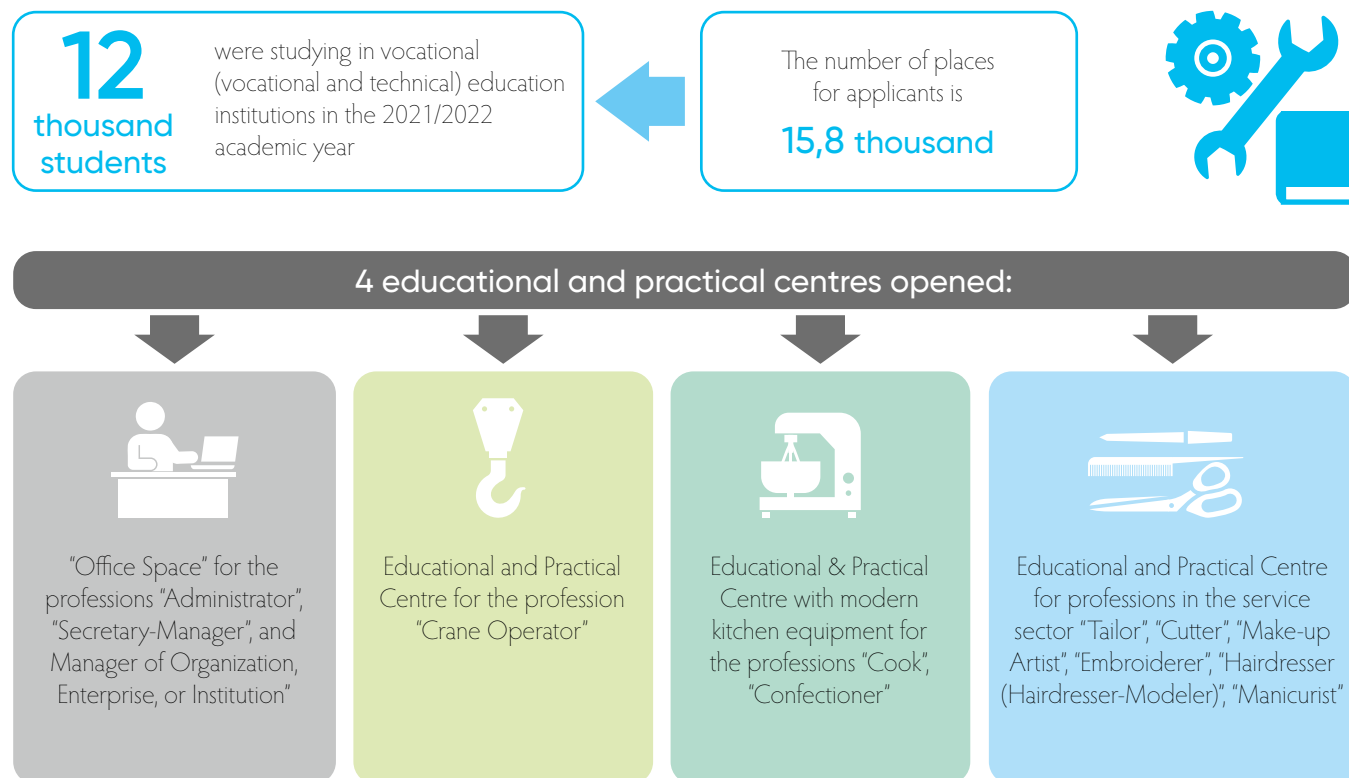 12
thousand
students
were studying in vocational
(vocational and technical) education
institutions in the 2021/2022
academic year
The number of places
for applicants is
15,8 thousand
4 educational and practical centres opened:
“Office Space” for the
professions “Administrator”,
“Secretary-Manager”, and
Manager of Organization,
Enterprise, or Institution”
Educational and Practical
Centre for the profession
“Crane Operator”
Educational & Practical
Centre with modern
kitchen equipment for
the professions “Cook”,
“Confectioner”
Educational and Practical Centre
for professions in the service
sector “Tailor”, “Cutter”, “Make-up
Artist”, “Embroiderer”, “Hairdresser
(Hairdresser-Modeler)”, “Manicurist”